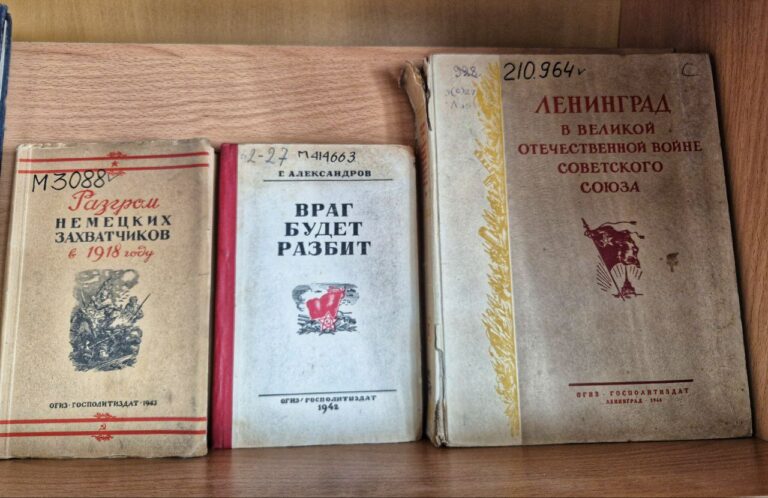 М3088
Разгром
НЕМЕЦКИХ
ЗАХВАТЧИКОВ
в 1918 году
ОГИЗ·ГОСПОЛИТИЗДАТ·1943
2-27 М414663
Г. АЛЕКСАНДРОВ
ВРАГ
БУДЕТ
РАЗБИТ
ОГИЗ·ГОСПОЛИТИЗДАТ
1942
210.964
С
ЛЕНИНГРАД
В ВЕЛИКОЙ
ОТЕЧЕСТВЕННОЙ ВОЙНЕ
СОВЕТСКОГО
СОЮЗА
ОГИЗ·ГОСПОЛИТИЗДАТ
ЛЕНИНГРАД·